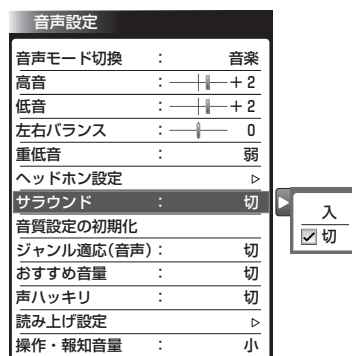 音声設定
音声モード切換 : 音楽
高音 : +2
低音 : +2
左右バランス : 0
重低音 : 弱
ヘッドホン設定
サラウンド : 切
入
切
音質設定の初期化
ジャンル適応(音声) : 切
おすすめ音量 : 切
声ハッキリ : 切
読み上げ設定
操作・報知音量 : 小